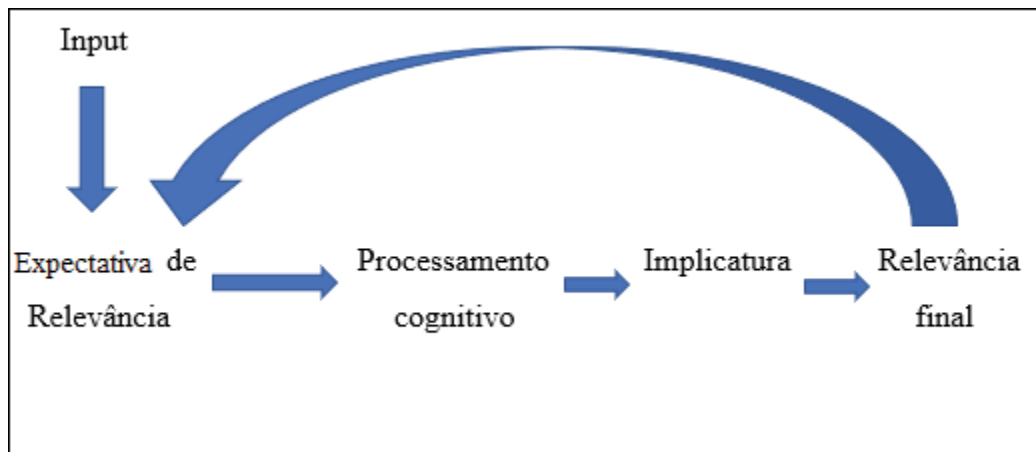 Input
Expectativa de
Relevância
Processamento
cognitivo
Implicatura
Relevância
final